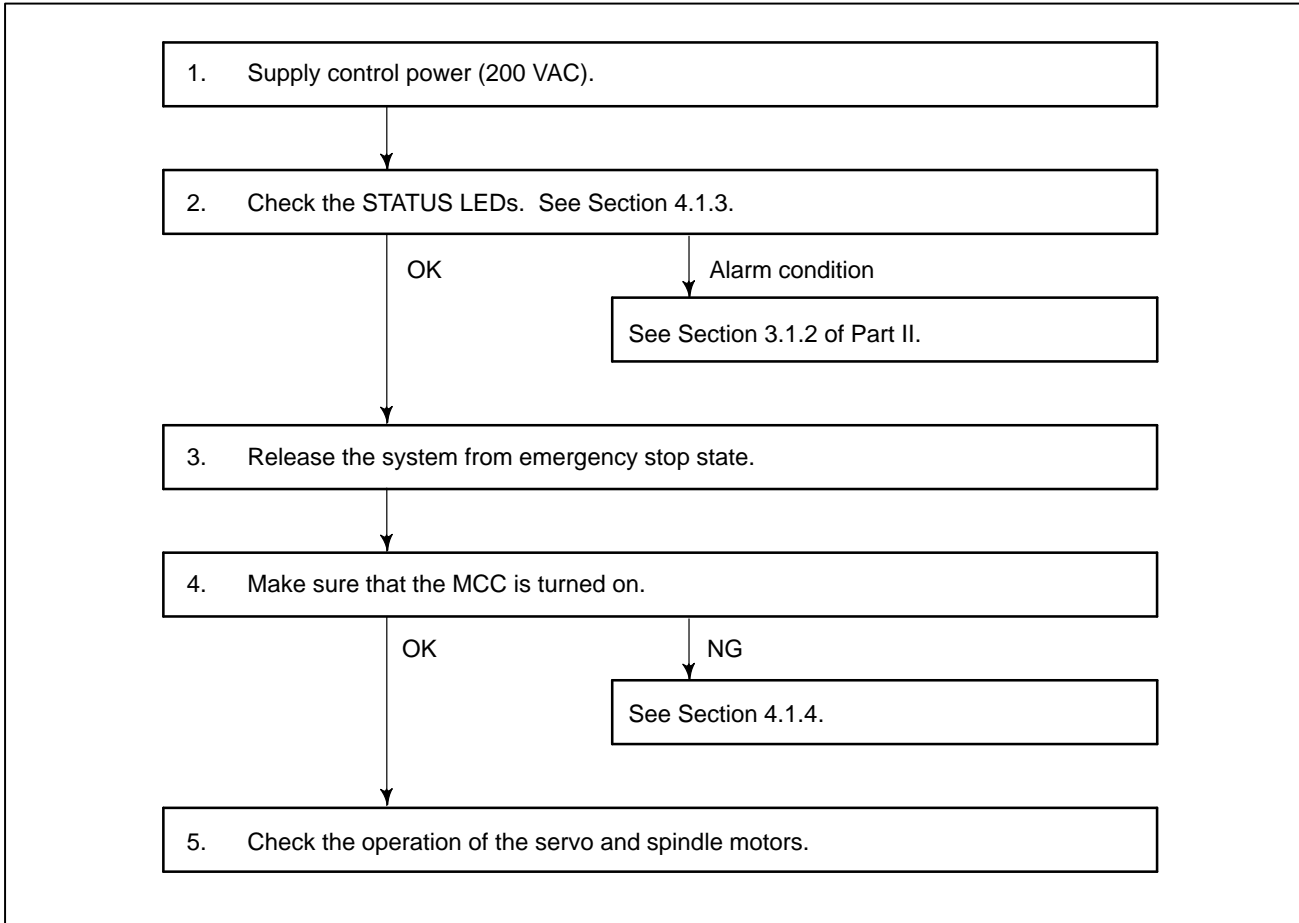 1. Supply control power (200 VAC).
2. Check the STATUS LEDs. See Section 4.1.3.
OK
Alarm condition
See Section 3.1.2 of Part II.
3. Release the system from emergency stop state.
4. Make sure that the MCC is turned on.
OK
NG
See Section 4.1.4.
5. Check the operation of the servo and spindle motors.